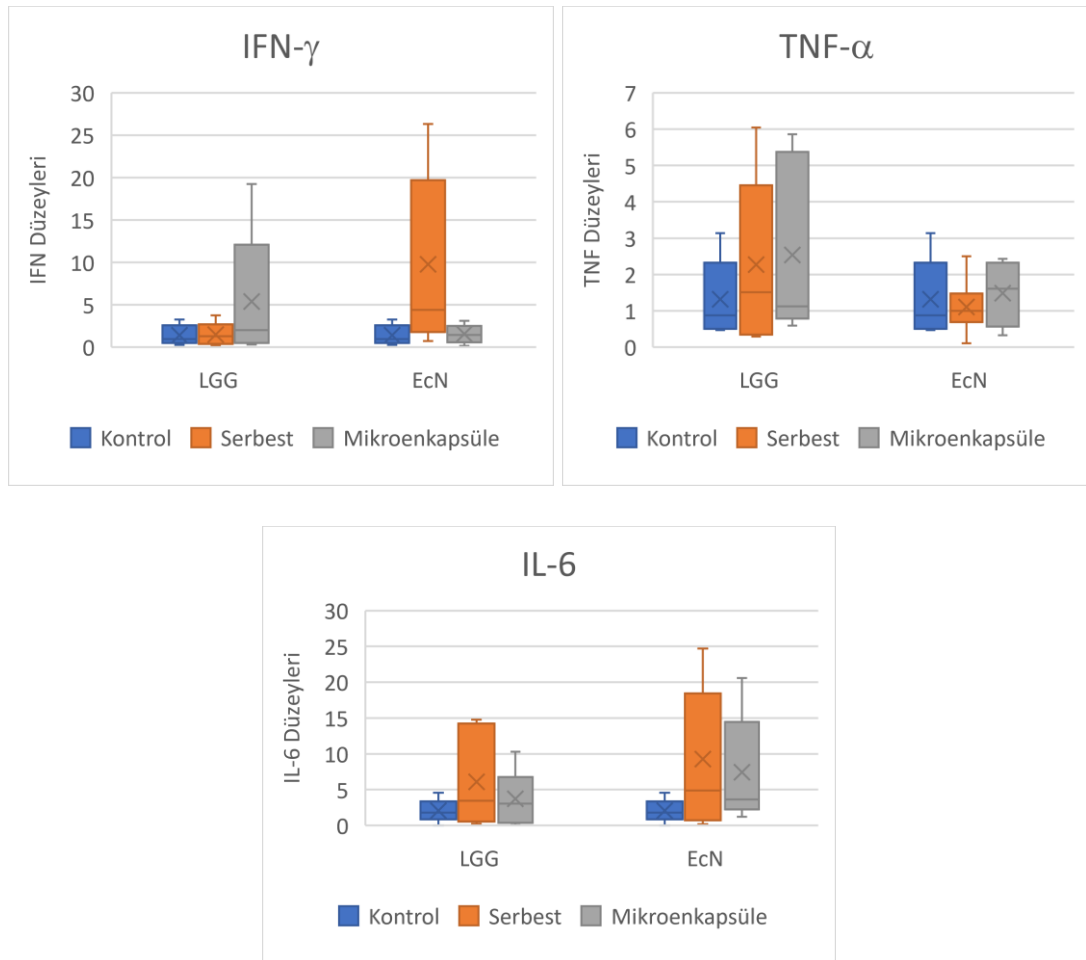 IFN-γ
IFN Düzeyleri
30
25
20
15
10
5
0
LGG
EcN
Kontrol
Serbest
Mikroenkapsüle
TNF-α
TNF Düzeyleri
7
6
5
4
3
2
1
0
LGG
EcN
Kontrol
Serbest
Mikroenkapsüle
IL-6
IL-6 Düzeyleri
30
25
20
15
10
5
0
LGG
EcN
Kontrol
Serbest
Mikroenkapsüle